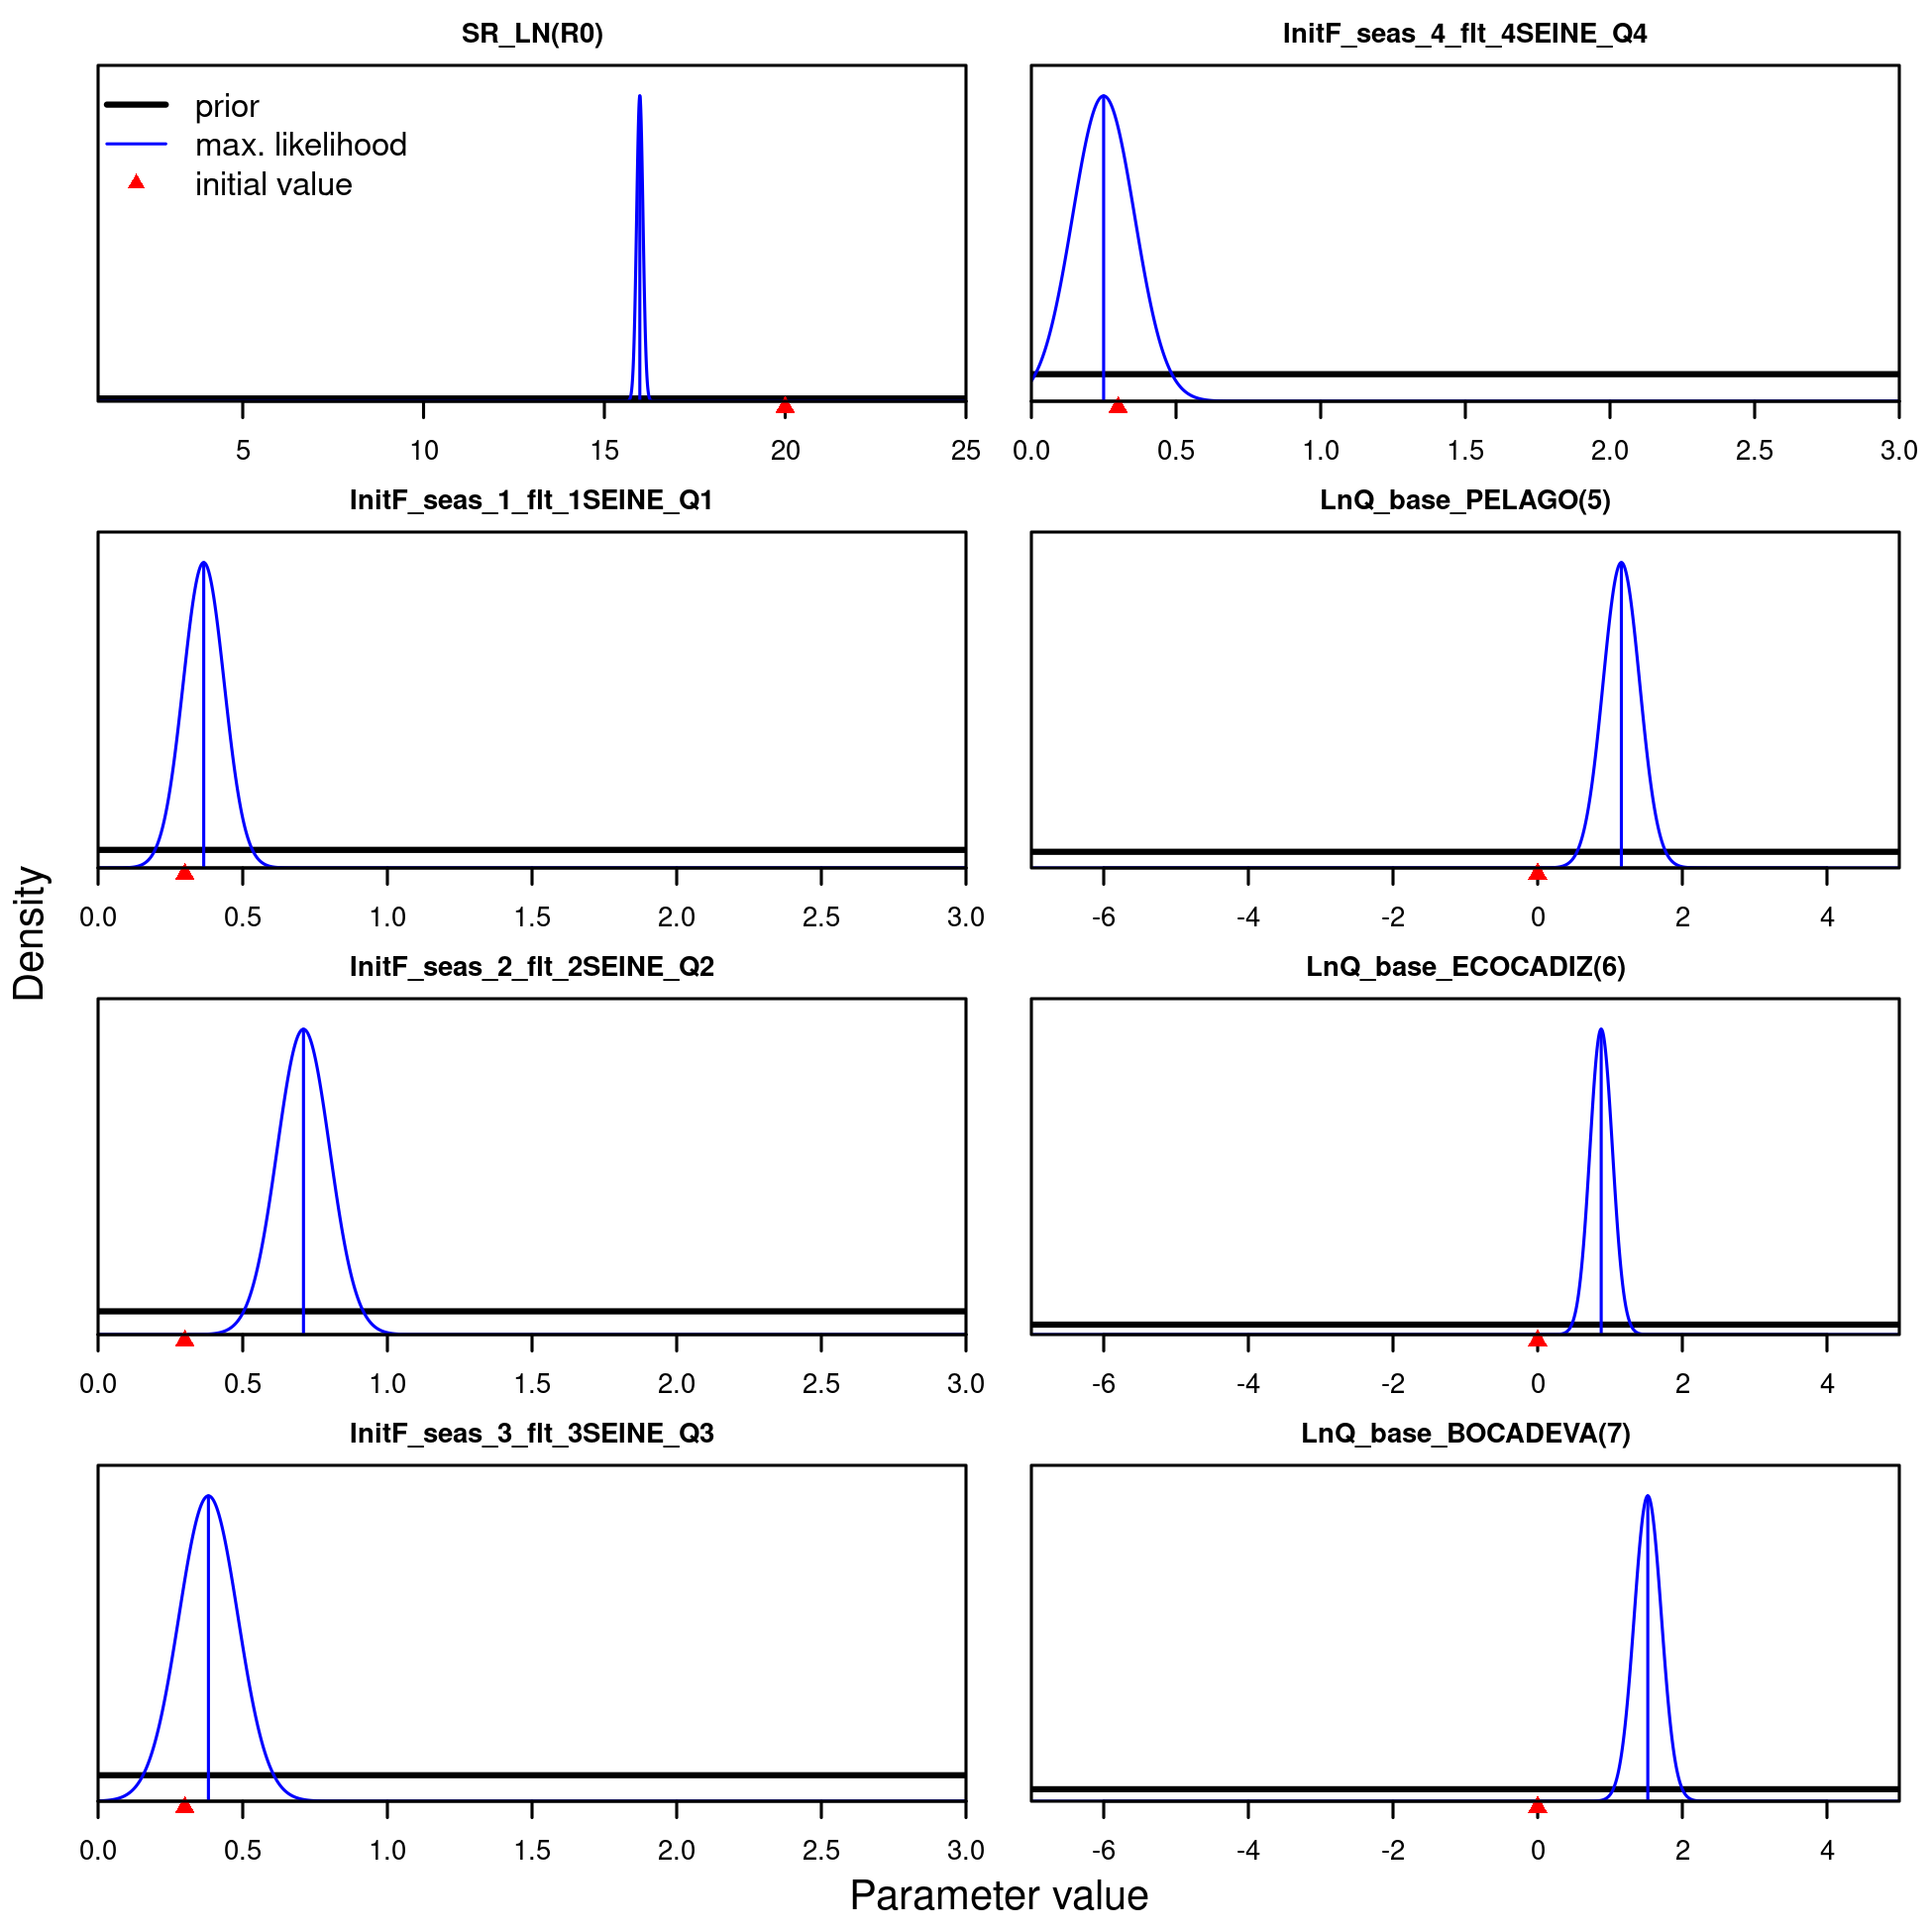 SR_LN(R0)
prior
max. likelihood
initial value
5 10 15 20 25
InitF_seas_4_flt_4SEINE_Q4
0.0 0.5 1.0 1.5 2.0 2.5 3.0
InitF_seas_1_flt_1SEINE_Q1
0.0 0.5 1.0 1.5 2.0 2.5 3.0
LnQ_base_PELAGO(5)
-6 -4 -2 0 2 4
InitF_seas_2_flt_2SEINE_Q2
0.0 0.5 1.0 1.5 2.0 2.5 3.0
LnQ_base_ECOCADIZ(6)
-6 -4 -2 0 2 4
InitF_seas_3_flt_3SEINE_Q3
0.0 0.5 1.0 1.5 2.0 2.5 3.0
LnQ_base_BOCADEVA(7)
-6 -4 -2 0 2 4
Density
Parameter value